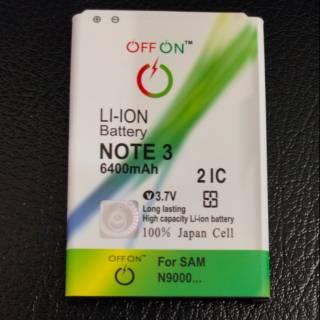 OFF ON™
LI-ION
Battery
NOTE 3
6400mAh
2 IC
V 3.7V
Long lasting
High capacity Li-ion battery
100% Japan Cell
OFF ON™
For SAM
N9000...